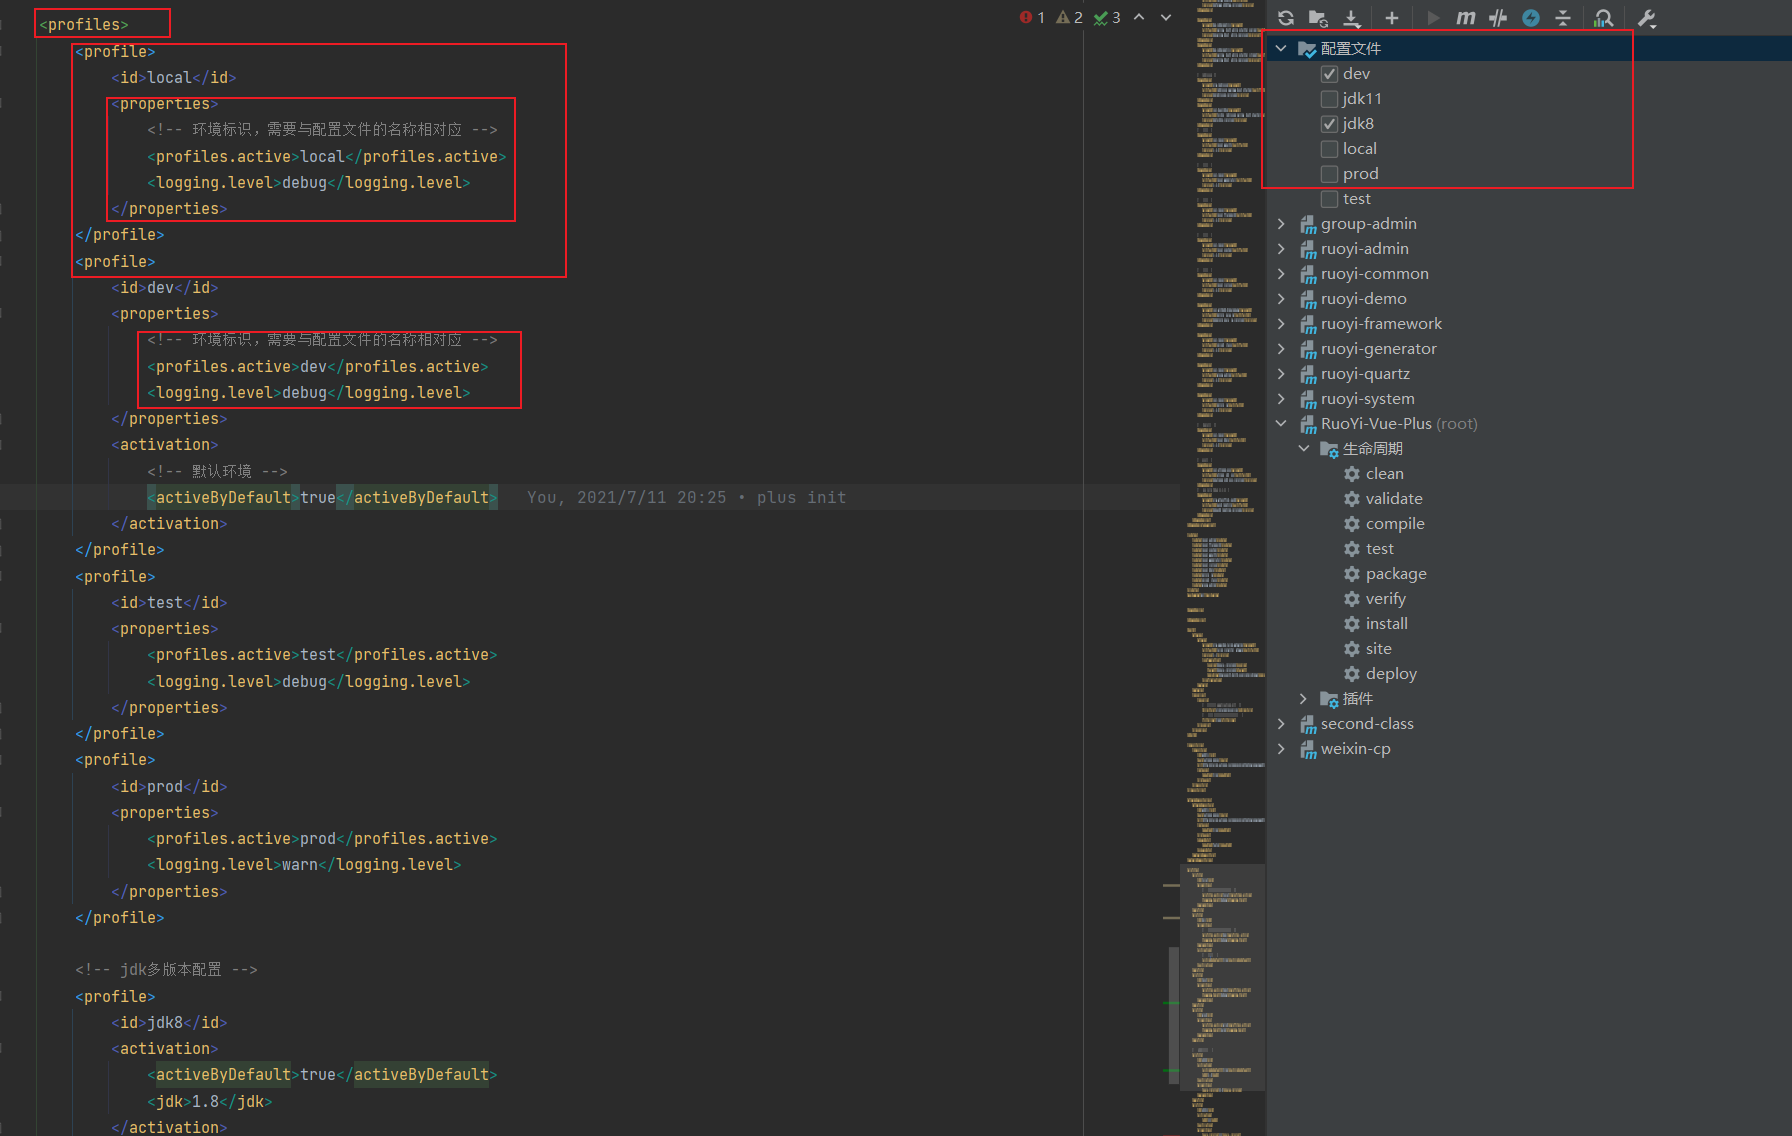 <profiles>
<profile>
<id>local</id>
<properties>
<!-- 环境标识，需要与配置文件的名称相对应 -->
<profiles.active>local</profiles.active>
<logging.level>debug</logging.level>
</properties>
</profile>
<profile>
<id>dev</id>
<properties>
<!-- 环境标识，需要与配置文件的名称相对应 -->
<profiles.active>dev</profiles.active>
<logging.level>debug</logging.level>
</properties>
<activation>
<!-- 默认环境 -->
<activeByDefault>true</activeByDefault> You, 2021/7/11 20:25 • plus init
</activation>
</profile>
<profile>
<id>test</id>
<properties>
<profiles.active>test</profiles.active>
<logging.level>debug</logging.level>
</properties>
</profile>
<profile>
<id>prod</id>
<properties>
<profiles.active>prod</profiles.active>
<logging.level>warn</logging.level>
</properties>
</profile>
<!-- jdk多版本配置 -->
<profile>
<id>jdk8</id>
<activation>
<activeByDefault>true</activeByDefault>
<jdk>1.8</jdk>
</activation>
1 2 3
m
配置文件
dev
jdk11
jdk8
local
prod
test
group-admin
ruoyi-admin
ruoyi-common
ruoyi-demo
ruoyi-framework
ruoyi-generator
ruoyi-quartz
ruoyi-system
RuoYi-Vue-Plus (root)
生命周期
clean
validate
compile
test
package
verify
install
site
deploy
插件
second-class
weixin-cp